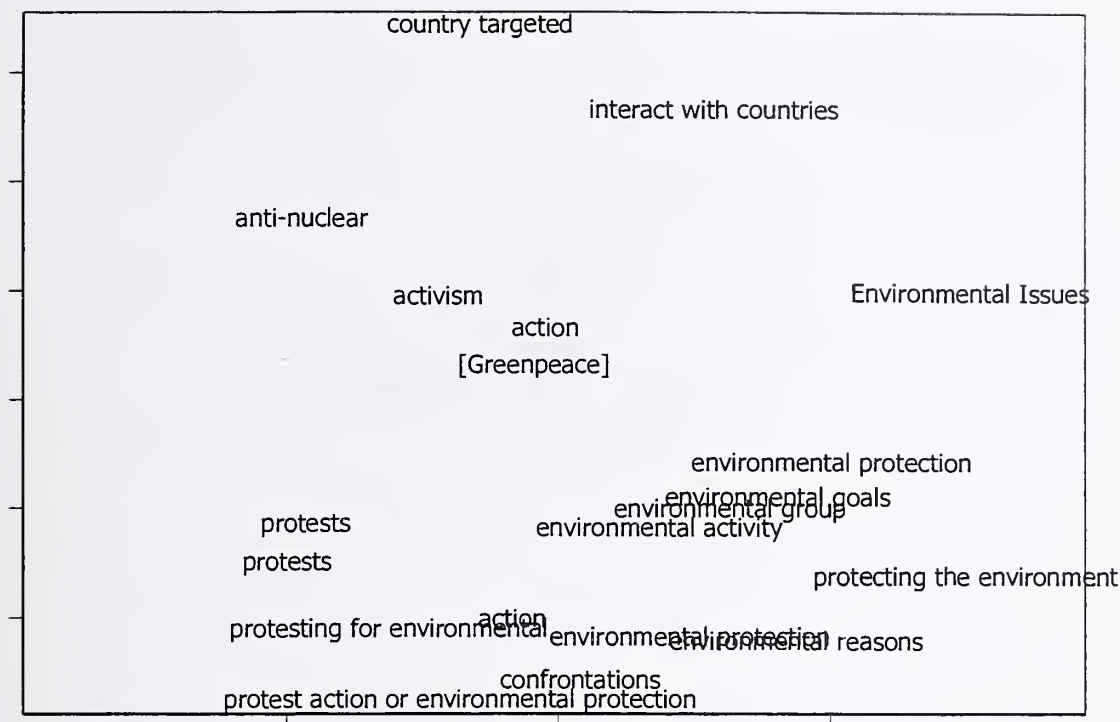 country targeted
interact with countries
anti-nuclear
activism
Environmental Issues
action
[Greenpeace]
environmental protection
environmental goals
environmental group
protests
environmental activity
protests
protecting the environment
action
protesting for environmental
environmental protection
environmental reasons
confrontations
protest action or environmental protection